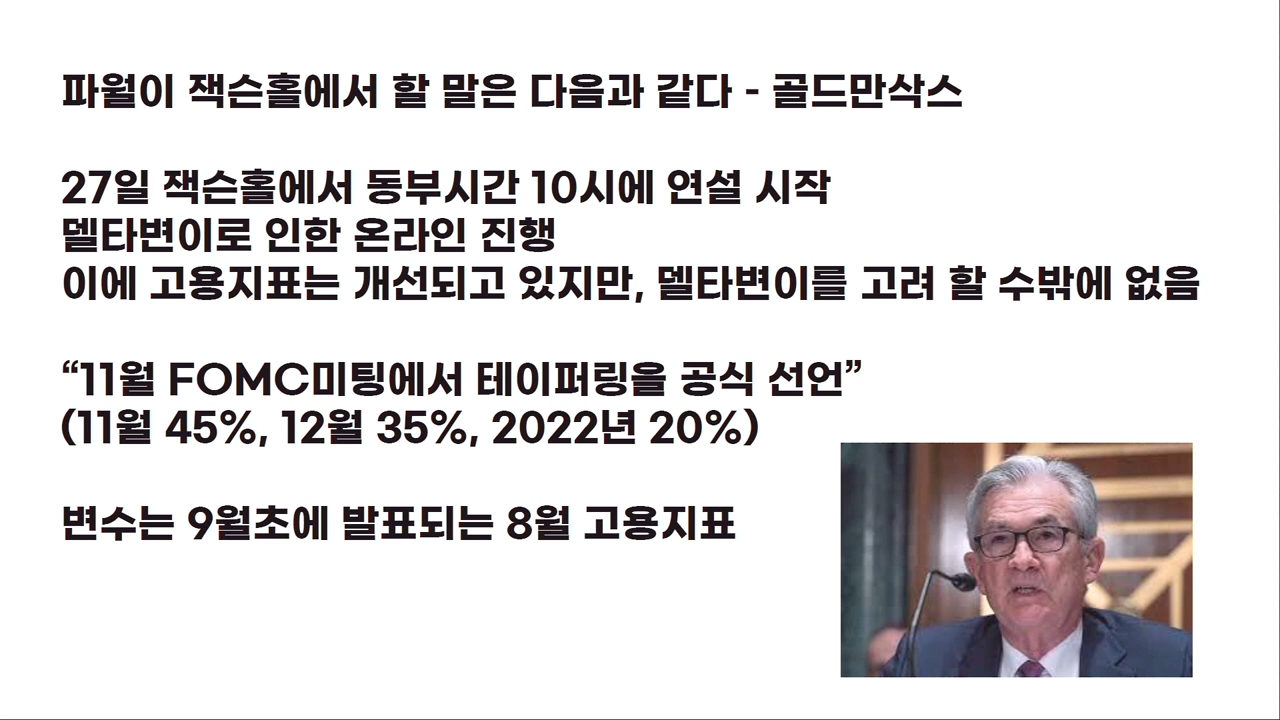 파월이 잭슨홀에서 할 말은 다음과 같다 - 골드만삭스
27일 잭슨홀에서 동부시간 10시에 연설 시작
델타변이로 인한 온라인 진행
이에 고용지표는 개선되고 있지만, 델타변이를 고려 할 수밖에 없음
“11월 FOMC미팅에서 테이퍼링을 공식 선언”
(11월 45%, 12월 35%, 2022년 20%)
변수는 9월초에 발표되는 8월 고용지표